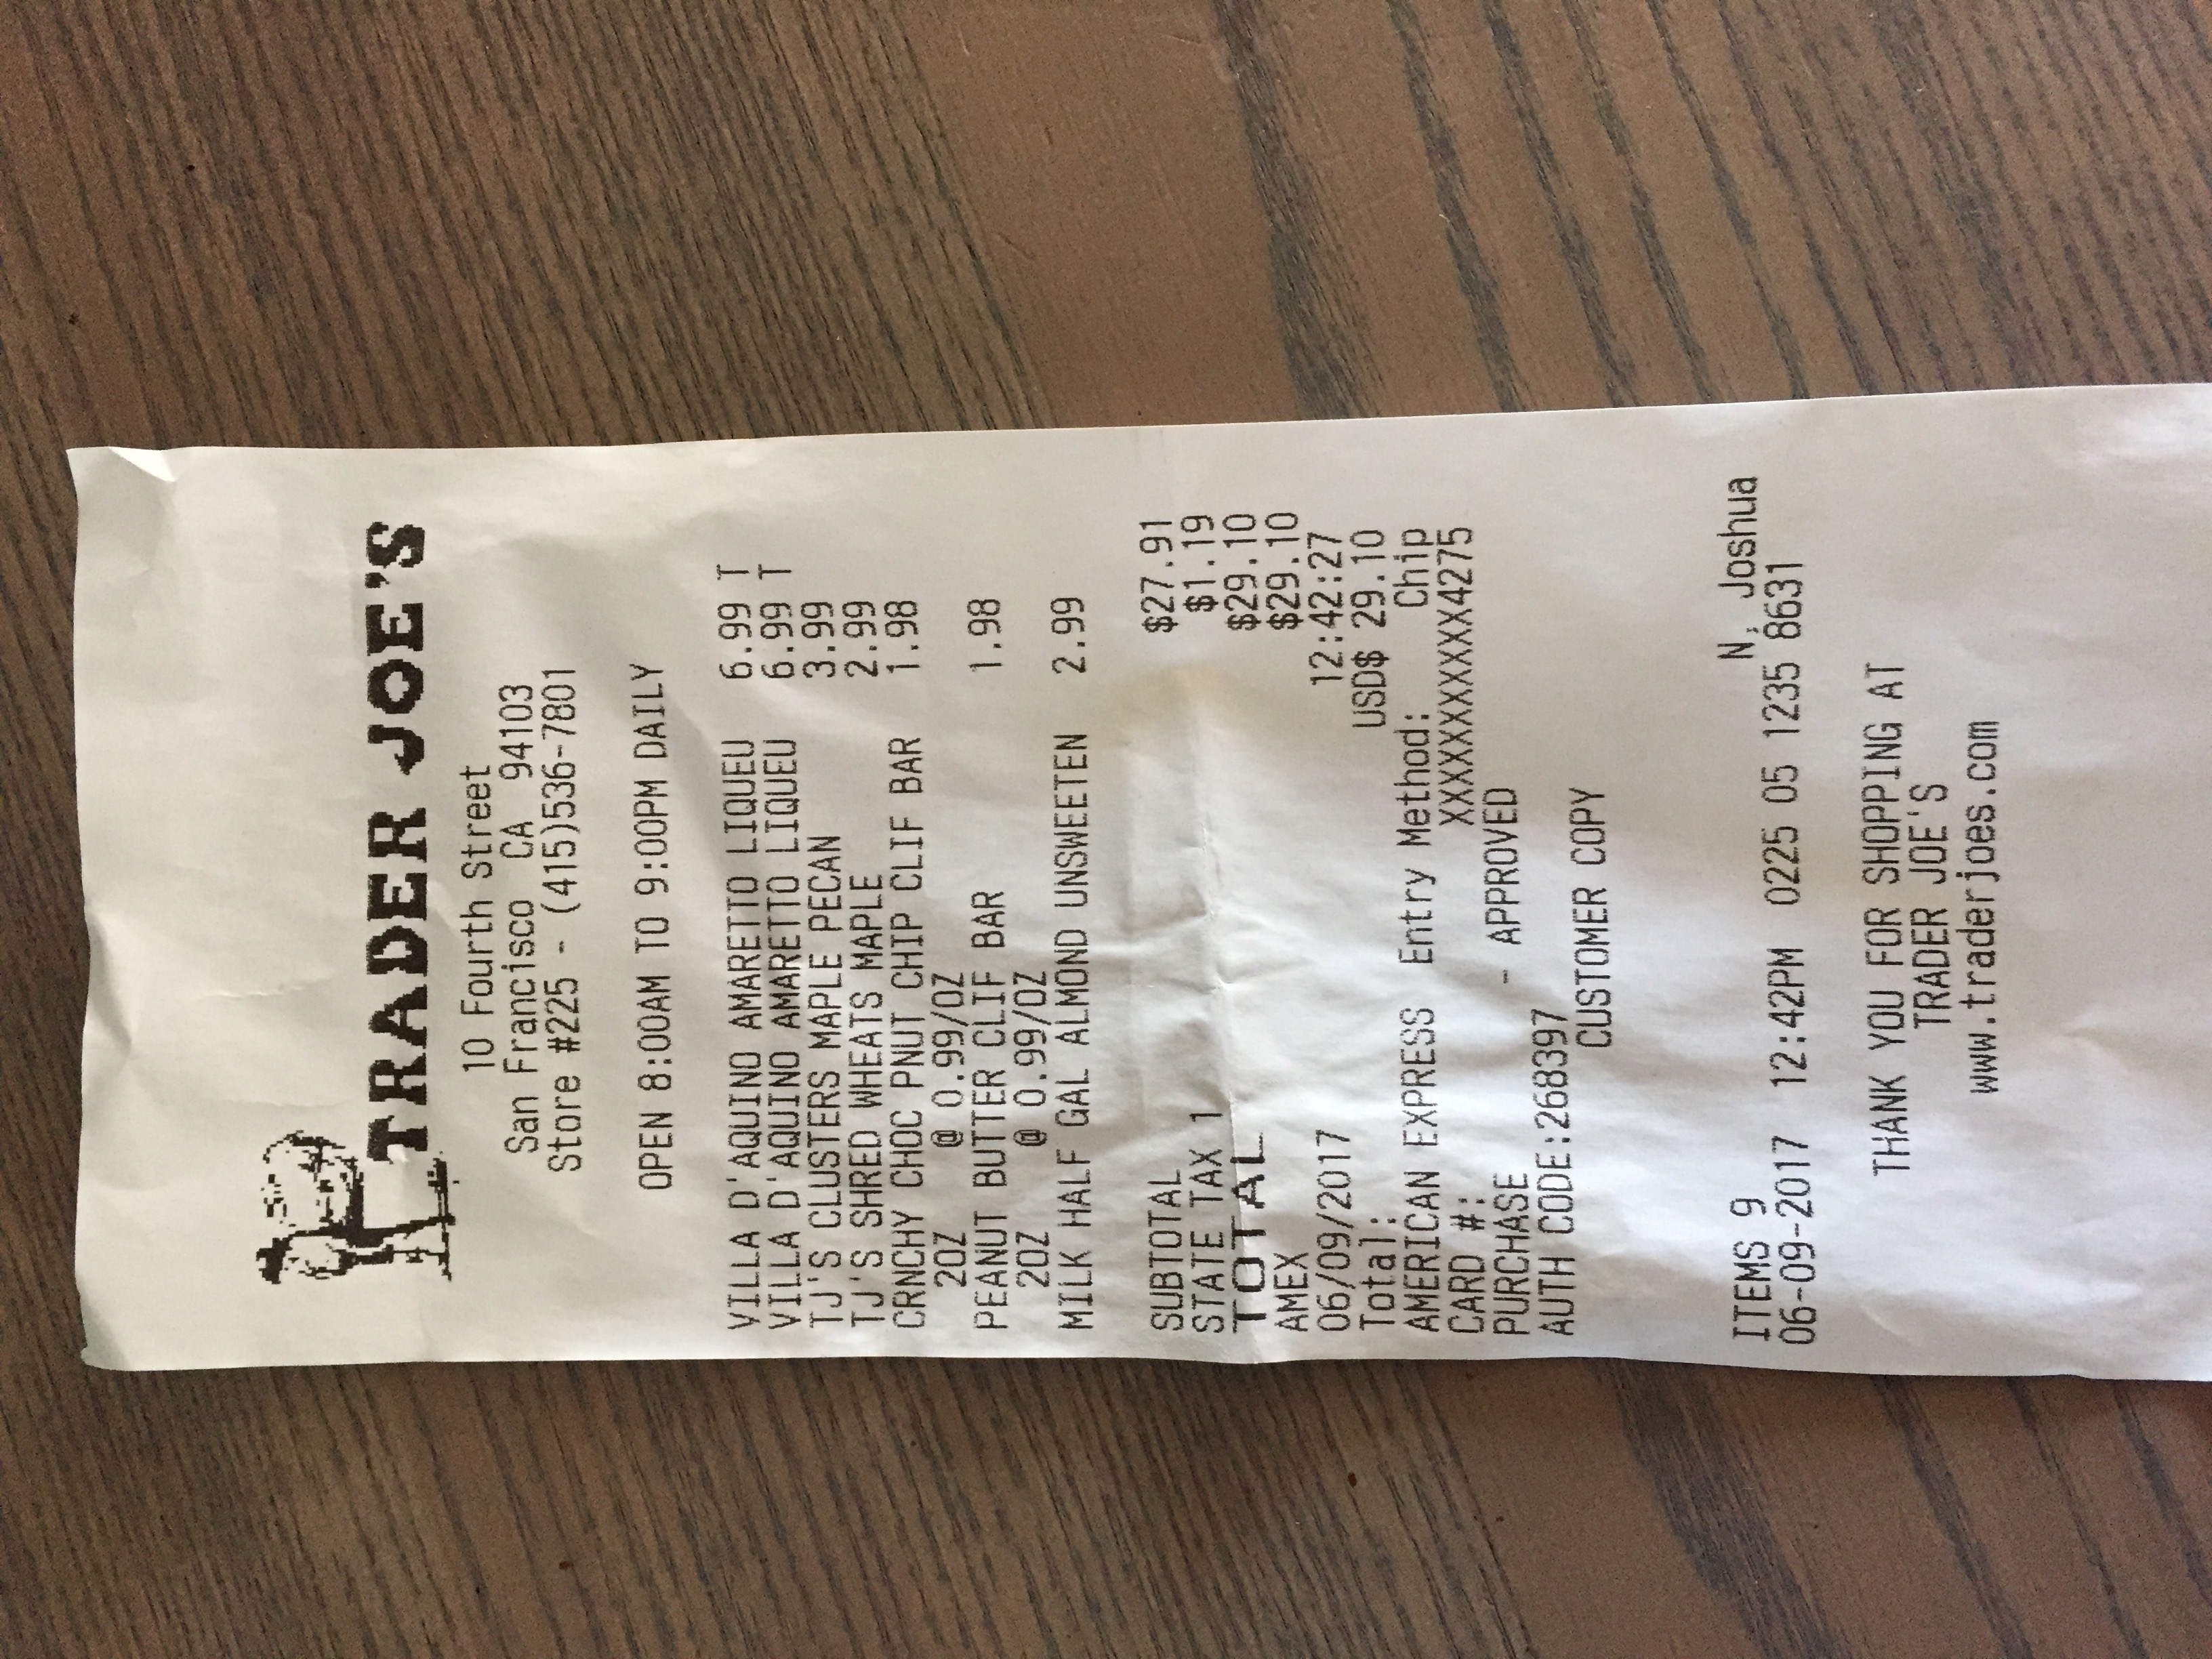 TRADER JOE'S
10 Fourth Street
San Francisco CA 94103
Store #225 - (415)536-7801
OPEN 8:00AM TO 9:00PM DAILY
VILLA D'AQUINO AMARETTO LIQUEU 6.99 T
VILLA D'AQUINO AMARETTO LIQUEU 6.99 T
TJ'S CLUSTERS MAPLE PECAN 3.99
TJ'S SHRED WHEATS MAPLE 2.99
CRNCHY CHOC PNUT CHIP CLIF BAR 1.98
2OZ @ 0.99/OZ
PEANUT BUTTER CLIF BAR 1.98
2OZ @ 0.99/OZ
MILK HALF GAL ALMOND UNSWEETEN 2.99
SUBTOTAL $27.91
STATE TAX 1 $1.19
TOTAL $29.10
AMEX $29.10
06/09/2017 12:42:27
Total: USD$ 29.10
AMERICAN EXPRESS Entry Method: Chip
CARD #: XXXXXXXXXXX4275
PURCHASE - APPROVED
AUTH CODE:268397
CUSTOMER COPY
ITEMS 9 N, Joshua
06-09-2017 12:42PM 0225 05 1235 8631
THANK YOU FOR SHOPPING AT
TRADER JOE'S
www.traderjoes.com